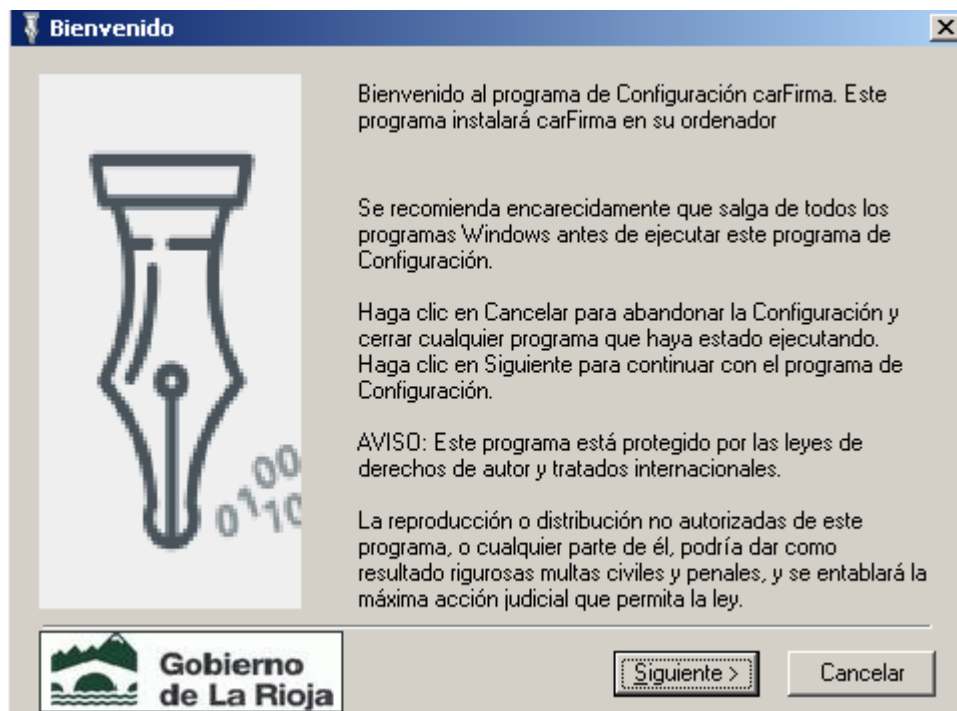 Bienvenido
Bienvenido al programa de Configuración carFirma. Este
programa instalará carFirma en su ordenador
Se recomienda encarecidamente que salga de todos los
programas Windows antes de ejecutar este programa de
Configuración.
Haga clic en Cancelar para abandonar la Configuración y
cerrar cualquier programa que haya estado ejecutando.
Haga clic en Siguiente para continuar con el programa de
Configuración.
AVISO: Este programa está protegido por las leyes de
derechos de autor y tratados internacionales.
La reproducción o distribución no autorizadas de este
programa, o cualquier parte de él, podría dar como
resultado rigurosas multas civiles y penales, y se entablará la
máxima acción judicial que permita la ley.
00
01
10
Gobierno
de La Rioja
Siguiente >
Cancelar